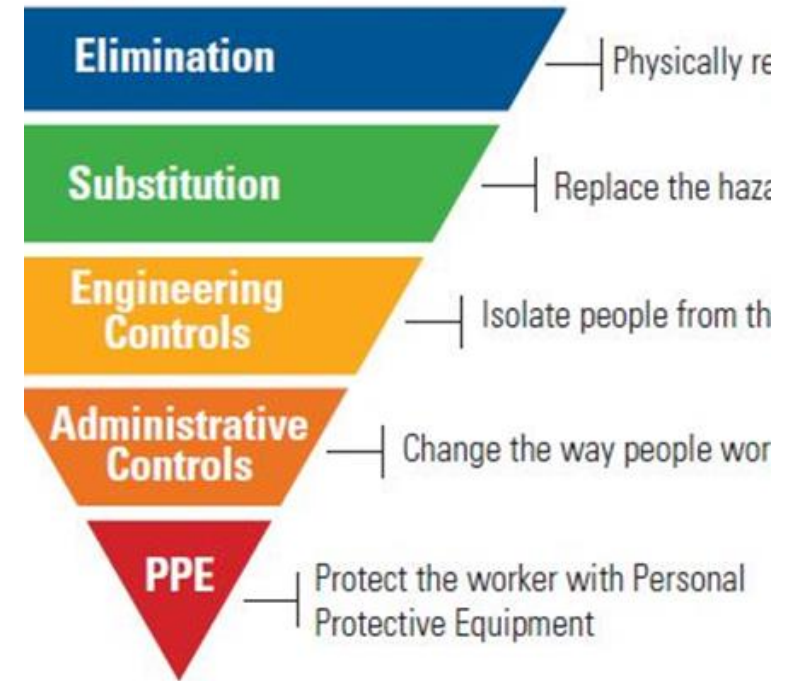 Elimination
Physically re
Substitution
Replace the haza
Engineering
Controls
Isolate people from th
Administrative
Controls
Change the way people wor
PPE
Protect the worker with Personal
Protective Equipment